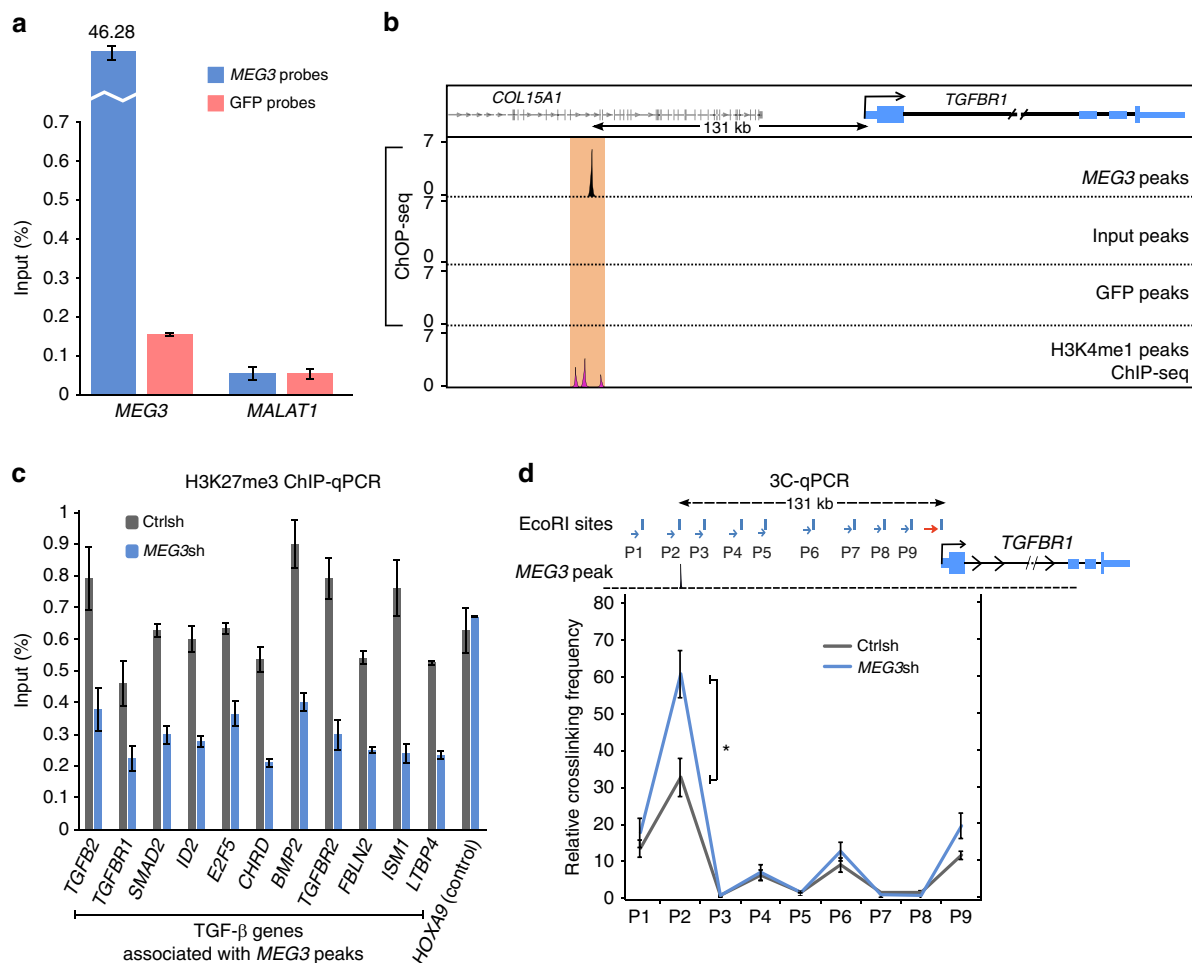 a
46.28
MEG3 probes
GFP probes
0.7
0.6
0.5
0.4
0.3
0.2
0.1
0
Input (%)
MEG3
MALAT1
b
COL15A1
TGFBR1
131 kb
ChOP-seq
7
0
MEG3 peaks
7
0
Input peaks
7
0
GFP peaks
7
0
H3K4me1 peaks
ChIP-seq
c
H3K27me3 ChIP-qPCR
Ctrlsh
MEG3sh
1
0.9
0.8
0.7
0.6
0.5
0.4
0.3
0.2
0.1
0
Input (%)
TGFB2
TGFBR1
SMAD2
ID2
E2F5
CHRD
BMP2
TGFBR2
FBLN2
ISM1
LTBP4
HOXA9 (control)
TGF-β genes
associated with MEG3 peaks
d
3C-qPCR
131 kb
EcoRI sites
P1 P2 P3 P4 P5 P6 P7 P8 P9
TGFBR1
MEG3 peak
80
70
60
50
40
30
20
10
0
Relative crosslinking frequency
Ctrlsh
MEG3sh
*
P1 P2 P3 P4 P5 P6 P7 P8 P9